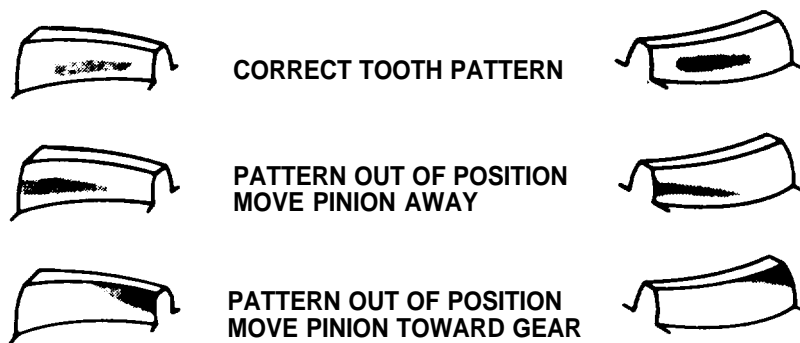 CORRECT TOOTH PATTERN
PATTERN OUT OF POSITION
MOVE PINION AWAY
PATTERN OUT OF POSITION
MOVE PINION TOWARD GEAR